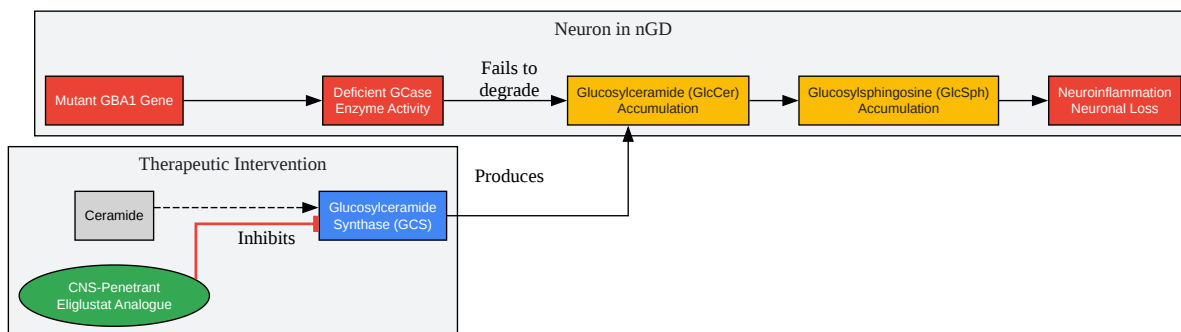 Neuron in nGD
Mutant GBA1 Gene
Deficient GCase
Enzyme Activity
Fails to
degrade
Glucosylceramide (GlcCer)
Accumulation
Glucosylsphingosine (GlcSph)
Accumulation
Neuroinflammation
Neuronal Loss
Therapeutic Intervention
Ceramide
Glucosylceramide
Synthase (GCS)
Produces
Inhibits
CNS-Penetrant
Eliglustat Analogue